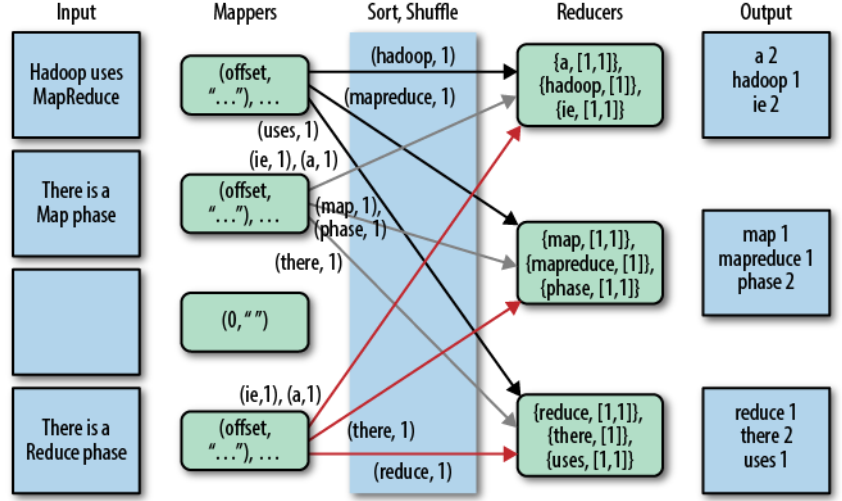 Input
Mappers
Sort, Shuffle
Reducers
Output
Hadoop uses
MapReduce
(offset,
“…”), …
(hadoop, 1)
(mapreduce, 1)
(uses, 1)
{a, [1,1]},
{hadoop, [1]},
{ie, [1,1]}
a 2
hadoop 1
ie 2
There is a
Map phase
(ie, 1), (a, 1)
(offset,
“…”), …
(map, 1),
(phase, 1)
(there, 1)
{map, [1,1]},
{mapreduce, [1]},
{phase, [1,1]}
map 1
mapreduce 1
phase 2
(0, “ ”)
There is a
Reduce phase
(ie,1), (a,1)
(offset,
“…”), …
(there, 1)
(reduce, 1)
{reduce, [1,1]},
{there, [1]},
{uses, [1,1]}
reduce 1
there 2
uses 1